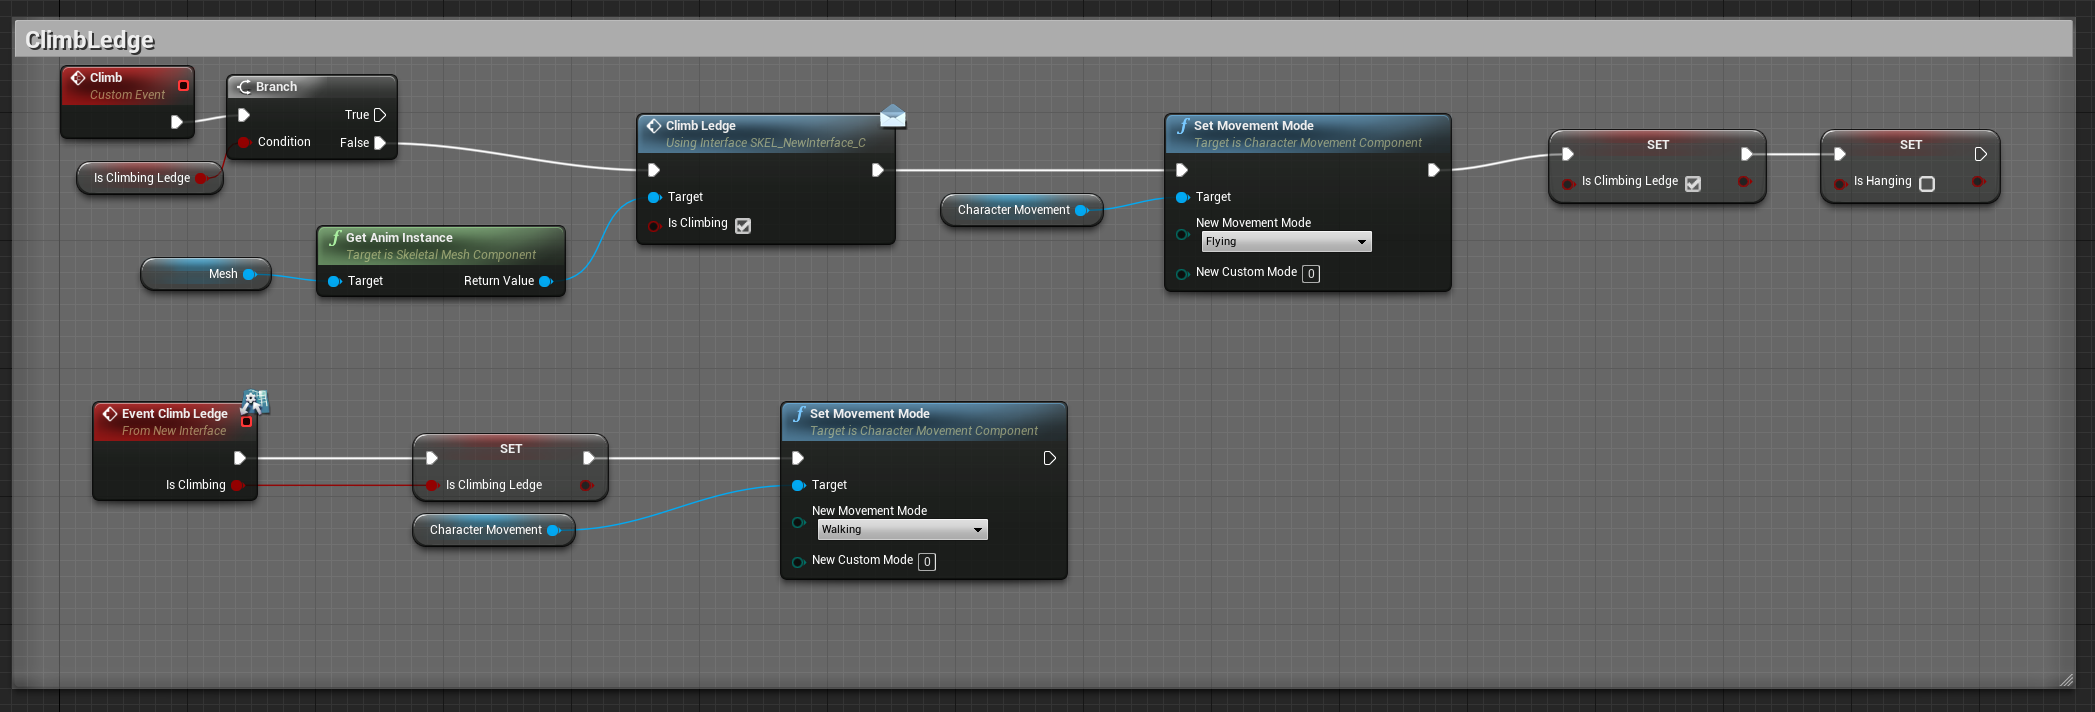 ClimbLedge
Climb
Custom Event
Branch
True
Condition
False
Is Climbing Ledge
Mesh
Get Anim Instance
Target is Skeletal Mesh Component
Target
Return Value
Climb Ledge
Using Interface SKEL_NewInterface_C
Target
Is Climbing
Character Movement
Set Movement Mode
Target is Character Movement Component
Target
New Movement Mode
Flying
New Custom Mode 0
SET
Is Climbing Ledge
SET
Is Hanging
Event Climb Ledge
From New Interface
Is Climbing
SET
Is Climbing Ledge
Character Movement
Set Movement Mode
Target is Character Movement Component
Target
New Movement Mode
Walking
New Custom Mode 0